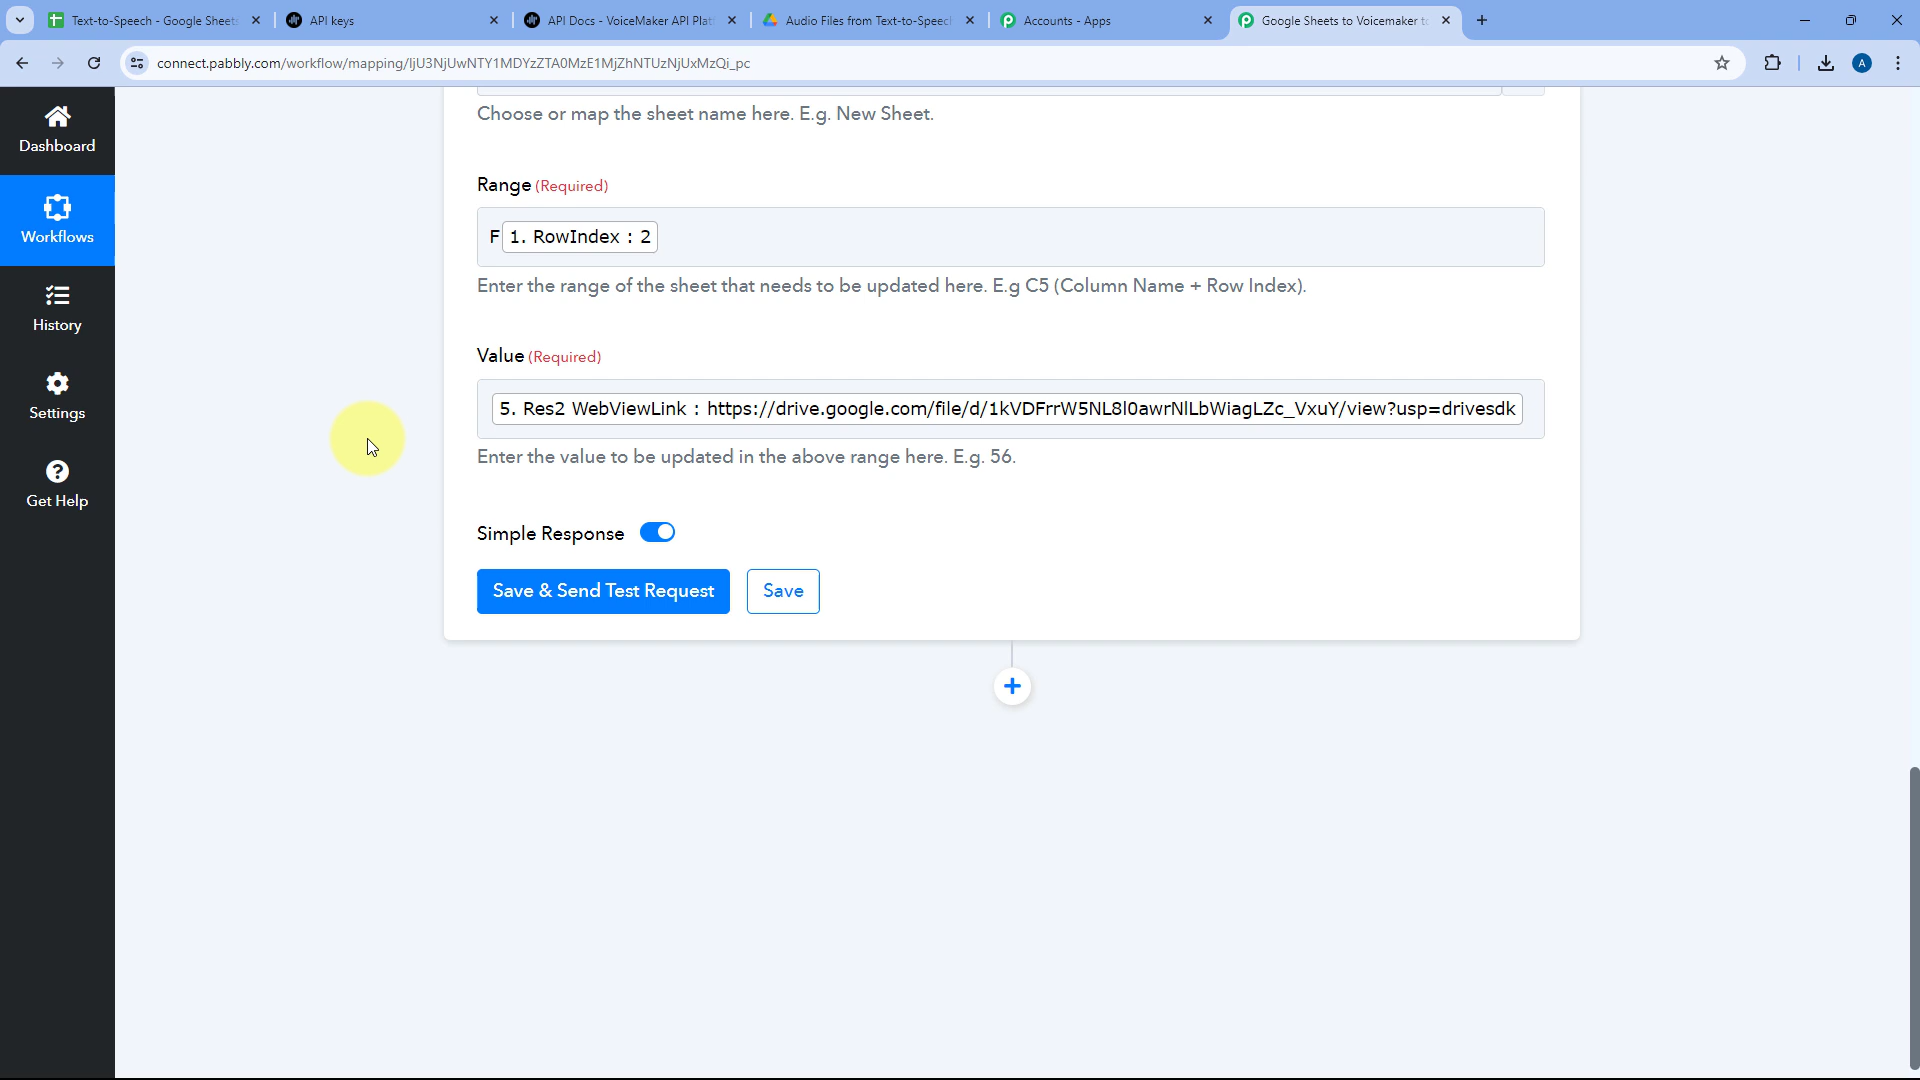 Text-to-Speech - Google Sheets
API keys
API Docs - VoiceMaker API Plat
Audio Files from Text-to-Speech
Accounts - Apps
Google Sheets to Voicemaker to
connect.pabbly.com/workflow/mapping/IjU3NjUwNTY1MDYzZTA0MzE1MjZhNTUzNjUxMzQi_pc
A
Dashboard
Workflows
History
Settings
Get Help
Choose or map the sheet name here. E.g. New Sheet.
Range (Required)
F 1. RowIndex : 2
Enter the range of the sheet that needs to be updated here. E.g C5 (Column Name + Row Index).
Value (Required)
5. Res2 WebViewLink : https://drive.google.com/file/d/1kVDFrrW5NL8l0awrNlLbWiagLZc_VxuY/view?usp=drivesdk
Enter the value to be updated in the above range here. E.g. 56.
Simple Response
Save & Send Test Request
Save